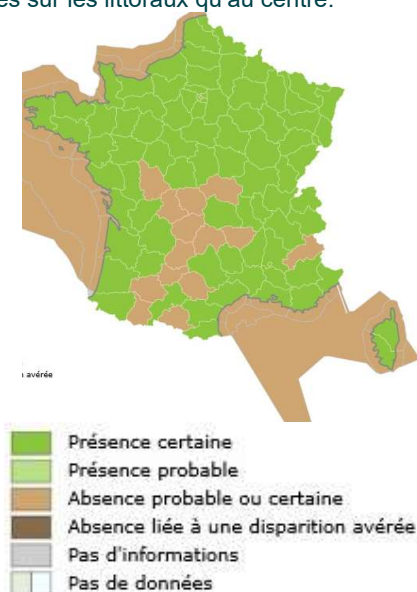 es sur les littoraux qu'au centre.
avérée
Présence certaine
Présence probable
Absence probable ou certaine
Absence liée à une disparition avérée
Pas d'informations
Pas de données